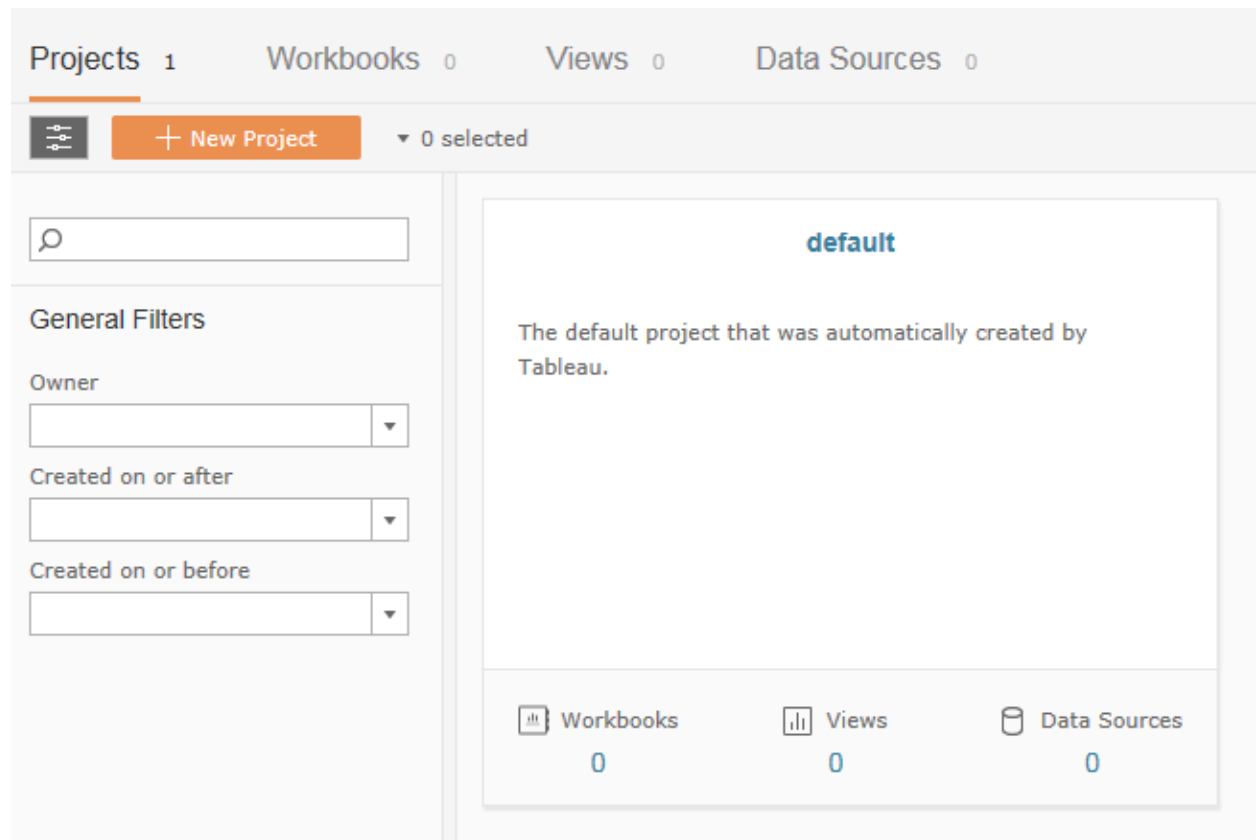 Projects 1 Workbooks 0 Views 0 Data Sources 0
New Project 0 selected
General Filters
Owner
Created on or after
Created on or before
default
The default project that was automatically created by
Tableau.
Workbooks Views Data Sources
0 0 0